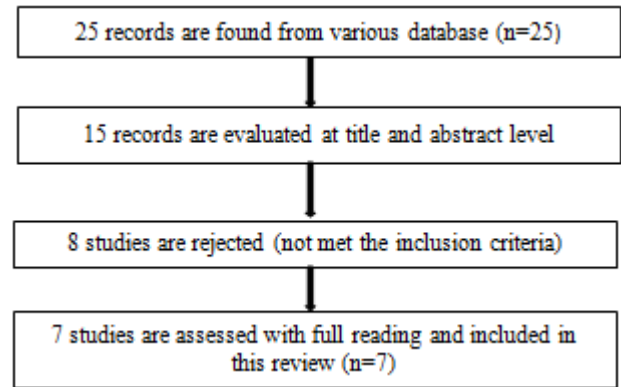 25 records are found from various database (n=25)
15 records are evaluated at title and abstract level
8 studies are rejected (not met the inclusion criteria)
7 studies are assessed with full reading and included in
this review (n=7)